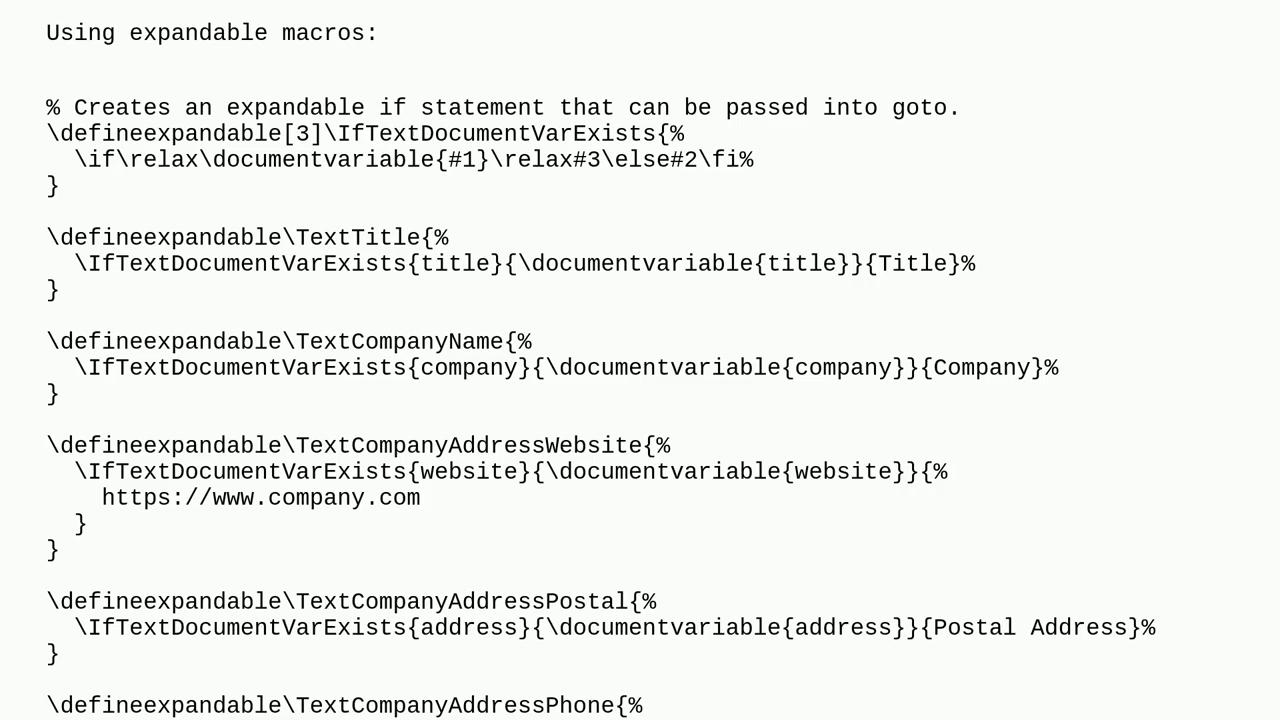 Using expandable macros:
% Creates an expandable if statement that can be passed into goto.
\defineexpandable[3]\IfTextDocumentVarExists{%
  \if\relax\documentvariable{#1}\relax#3\else#2\fi%
}
\defineexpandable\TextTitle{%
  \IfTextDocumentVarExists{title}{\documentvariable{title}}{Title}%
}
\defineexpandable\TextCompanyName{%
  \IfTextDocumentVarExists{company}{\documentvariable{company}}{Company}%
}
\defineexpandable\TextCompanyAddressWebsite{%
  \IfTextDocumentVarExists{website}{\documentvariable{website}}{%
    https://www.company.com
  }
}
\defineexpandable\TextCompanyAddressPostal{%
  \IfTextDocumentVarExists{address}{\documentvariable{address}}{Postal Address}%
}
\defineexpandable\TextCompanyAddressPhone{%